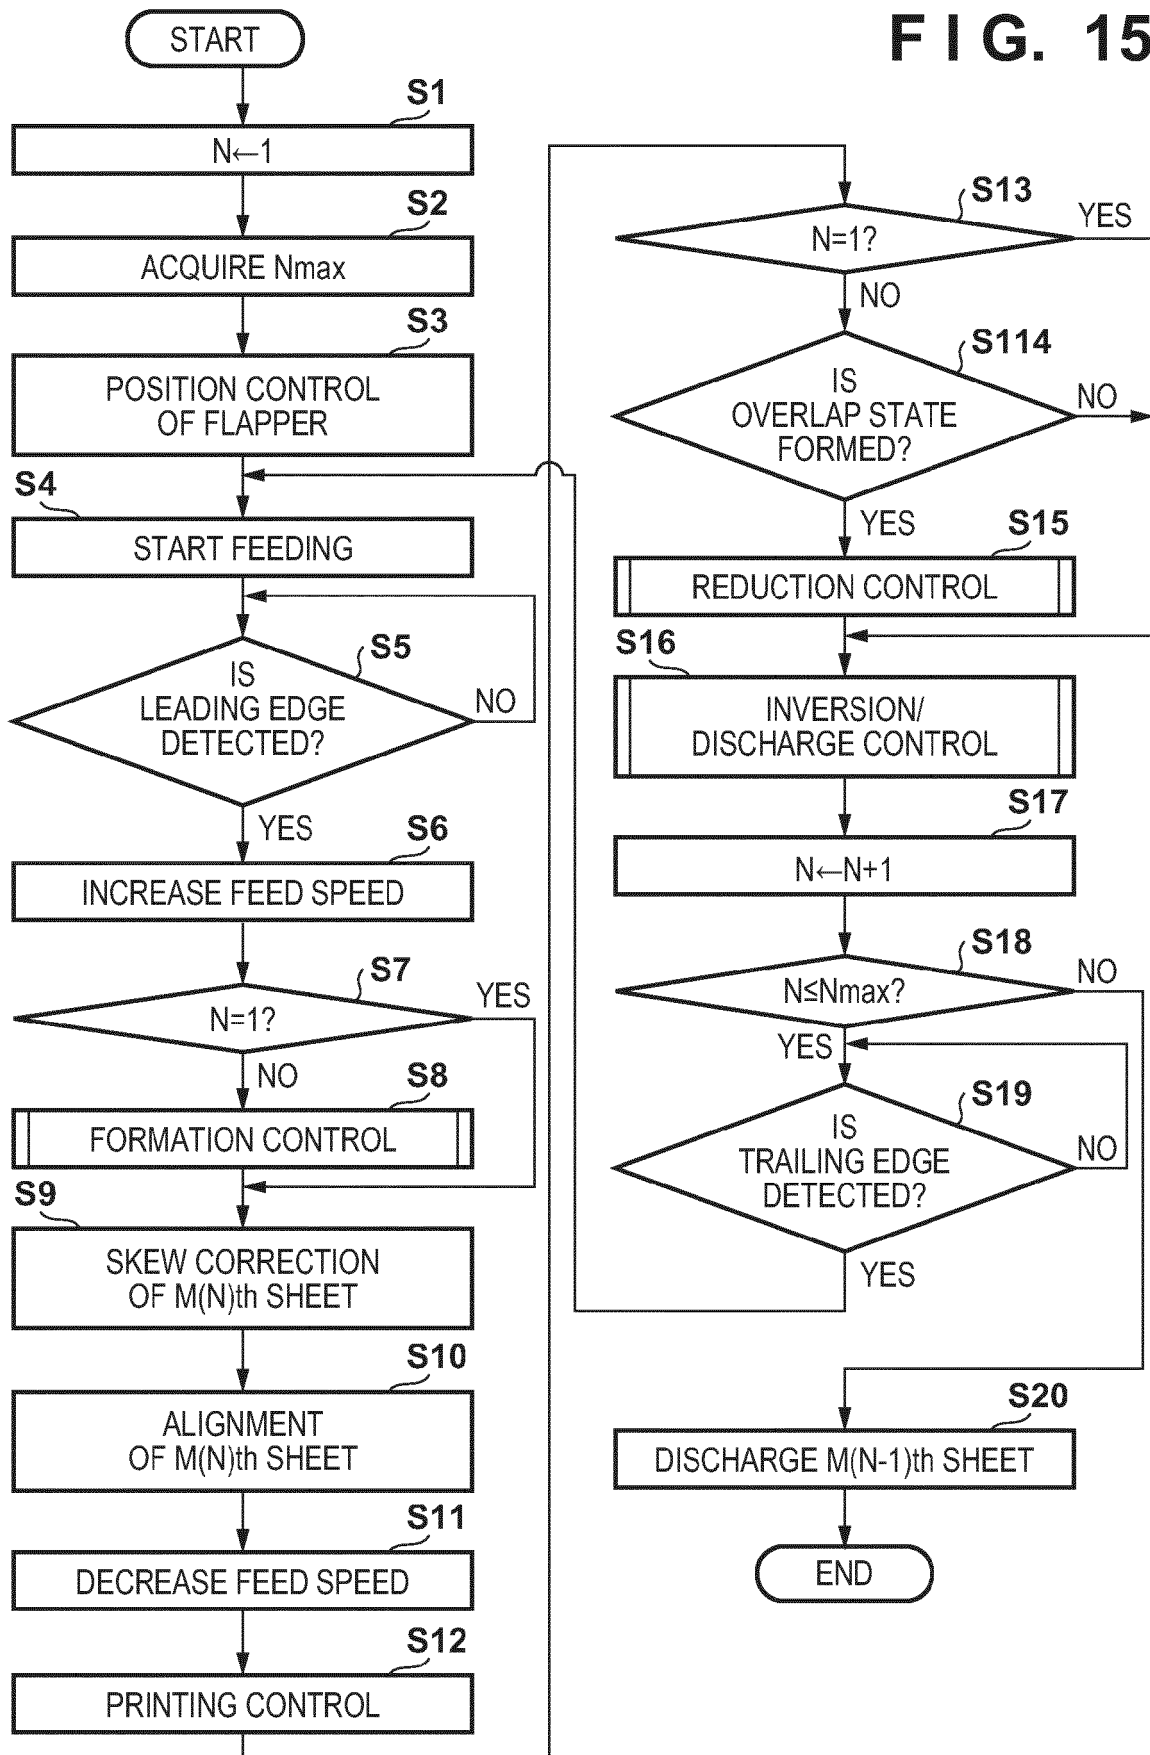 FIG. 15
START
S1
N←1
S2
ACQUIRE Nmax
S3
POSITION CONTROL
OF FLAPPER
S4
START FEEDING
S5
IS
LEADING EDGE
DETECTED?
NO
YES
S6
INCREASE FEED SPEED
S7
N=1?
YES
NO
S8
FORMATION CONTROL
S9
SKEW CORRECTION
OF M(N)th SHEET
S10
ALIGNMENT
OF M(N)th SHEET
S11
DECREASE FEED SPEED
S12
PRINTING CONTROL
S13
N=1?
YES
NO
S114
IS
OVERLAP STATE
FORMED?
NO
YES
S15
REDUCTION CONTROL
S16
INVERSION/
DISCHARGE CONTROL
S17
N←N+1
S18
N≤Nmax?
NO
YES
S19
IS
TRAILING EDGE
DETECTED?
NO
YES
S20
DISCHARGE M(N-1)th SHEET
END